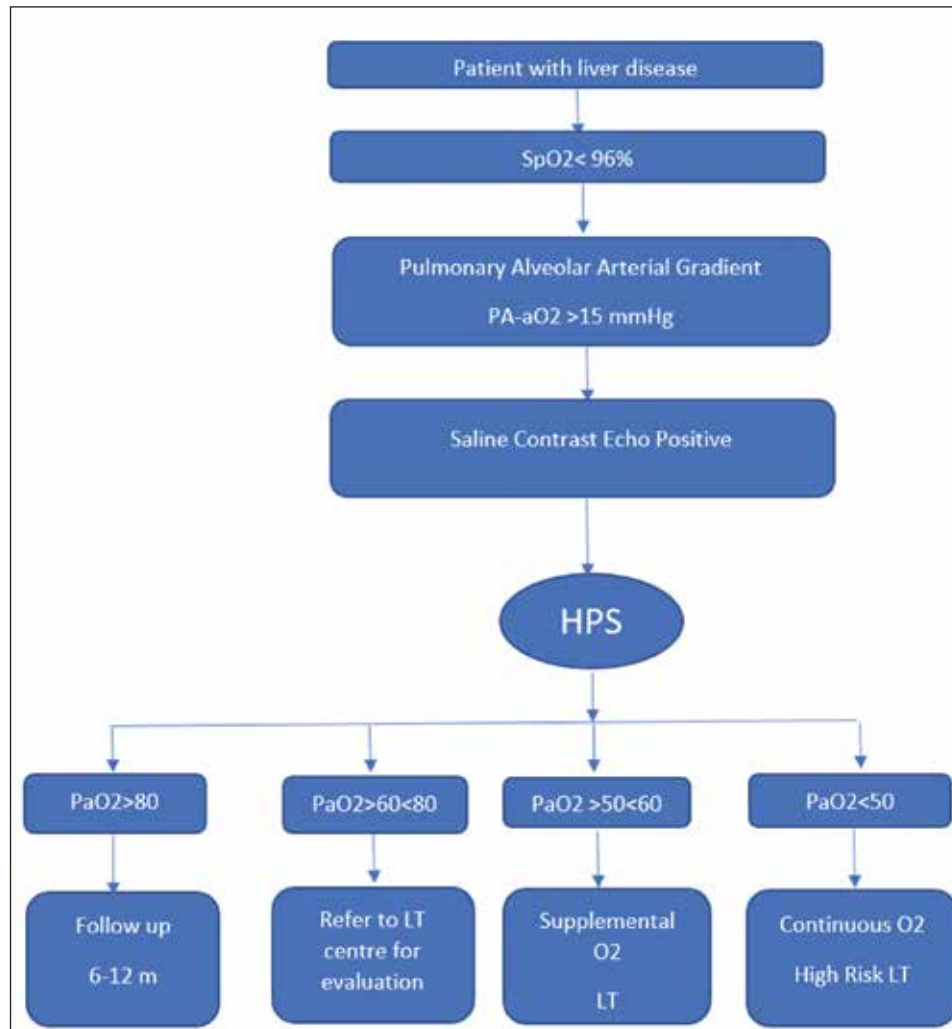 Patient with liver disease
SpO2< 96%
Pulmonary Alveolar Arterial Gradient
PA-aO2 >15 mmHg
Saline Contrast Echo Positive
HPS
PaO2>80
PaO2>60<80
PaO2 >50<60
PaO2<50
Follow up
6-12 m
Refer to LT
centre for
evaluation
Supplemental
O2
LT
Continuous O2
High Risk LT